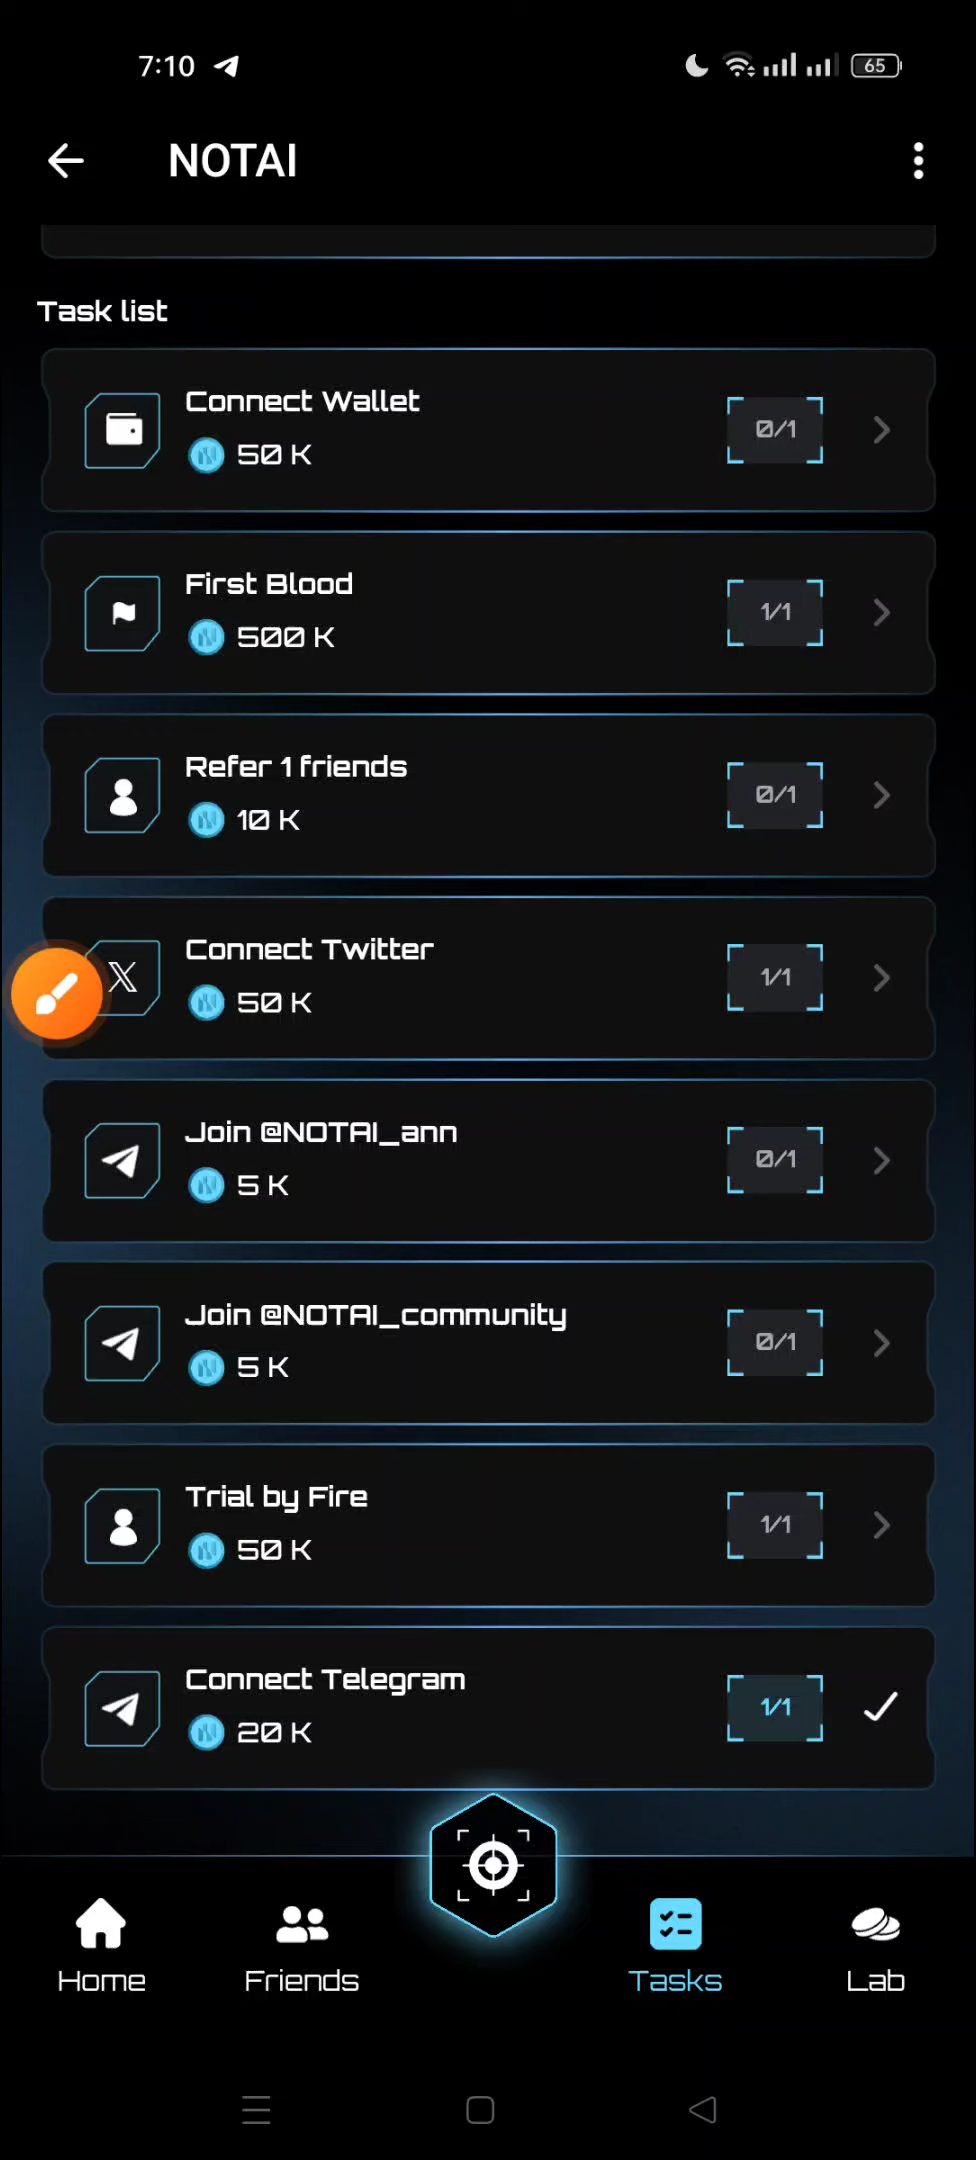 7:10
65
NOTAI
Task list
Connect Wallet
50 K
0/1
First Blood
500 K
1/1
Refer 1 friends
10 K
0/1
Connect Twitter
50 K
1/1
Join @NOTAI_ann
5 K
0/1
Join @NOTAI_community
5 K
0/1
Trial by Fire
50 K
1/1
Connect Telegram
20 K
1/1
Home
Friends
Tasks
Lab